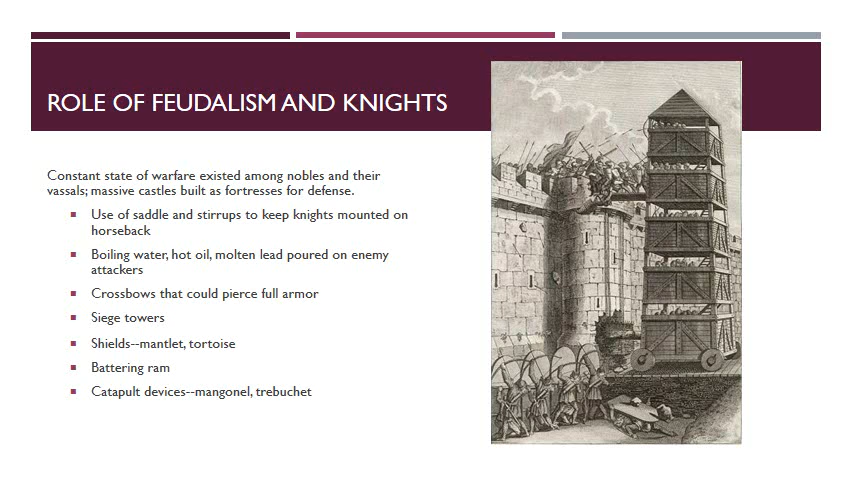 ROLE OF FEUDALISM AND KNIGHTS
Constant state of warfare existed among nobles and their
vassals; massive castles built as fortresses for defense.
Use of saddle and stirrups to keep knights mounted on
horseback
Boiling water, hot oil, molten lead poured on enemy
attackers
Crossbows that could pierce full armor
Siege towers
Shields--mantlet, tortoise
Battering ram
Catapult devices--mangonel, trebuchet